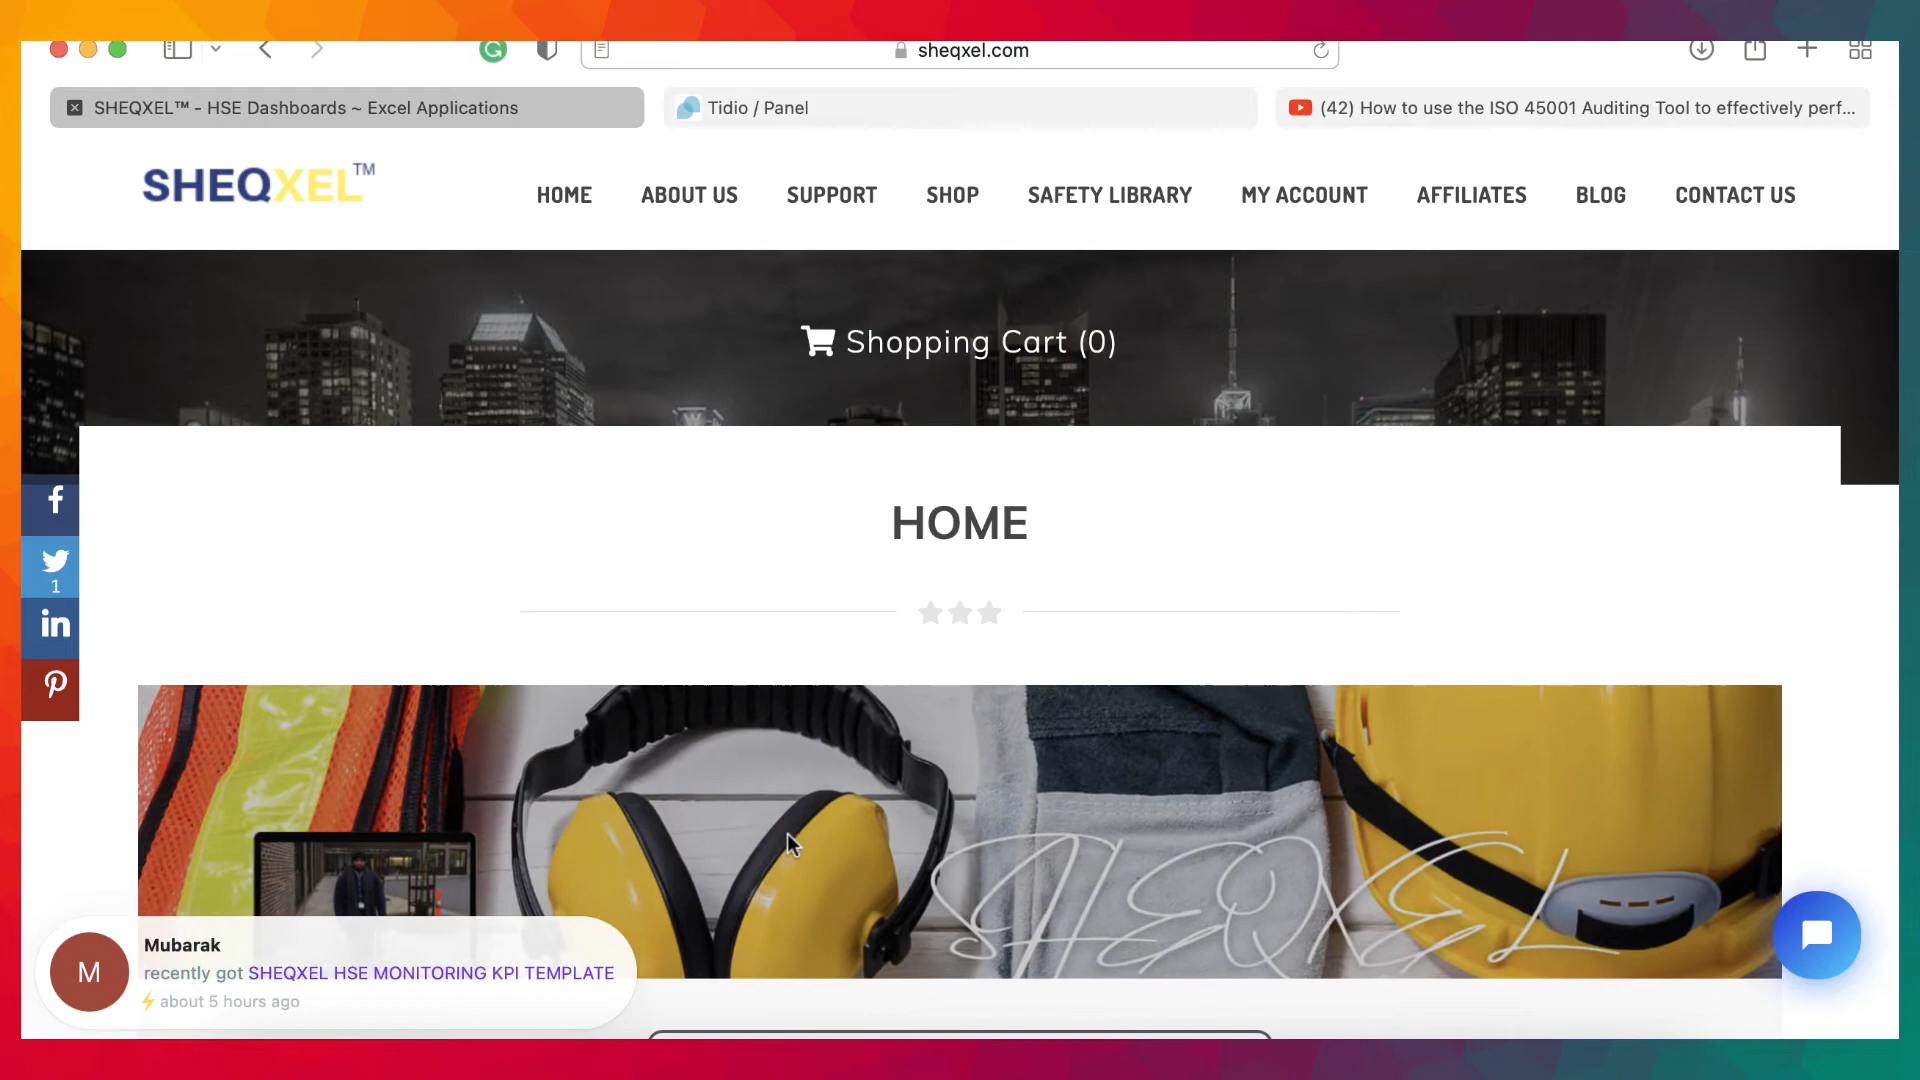 sheqxel.com
SHEQXEL™ - HSE Dashboards ~ Excel Applications
Tidio / Panel
(42) How to use the ISO 45001 Auditing Tool to effectively perf...
SHEQXEL™
HOME
ABOUT US
SUPPORT
SHOP
SAFETY LIBRARY
MY ACCOUNT
AFFILIATES
BLOG
CONTACT US
Shopping Cart (0)
1
HOME
SHEQXEL
M
Mubarak
recently got SHEQXEL HSE MONITORING KPI TEMPLATE
about 5 hours ago